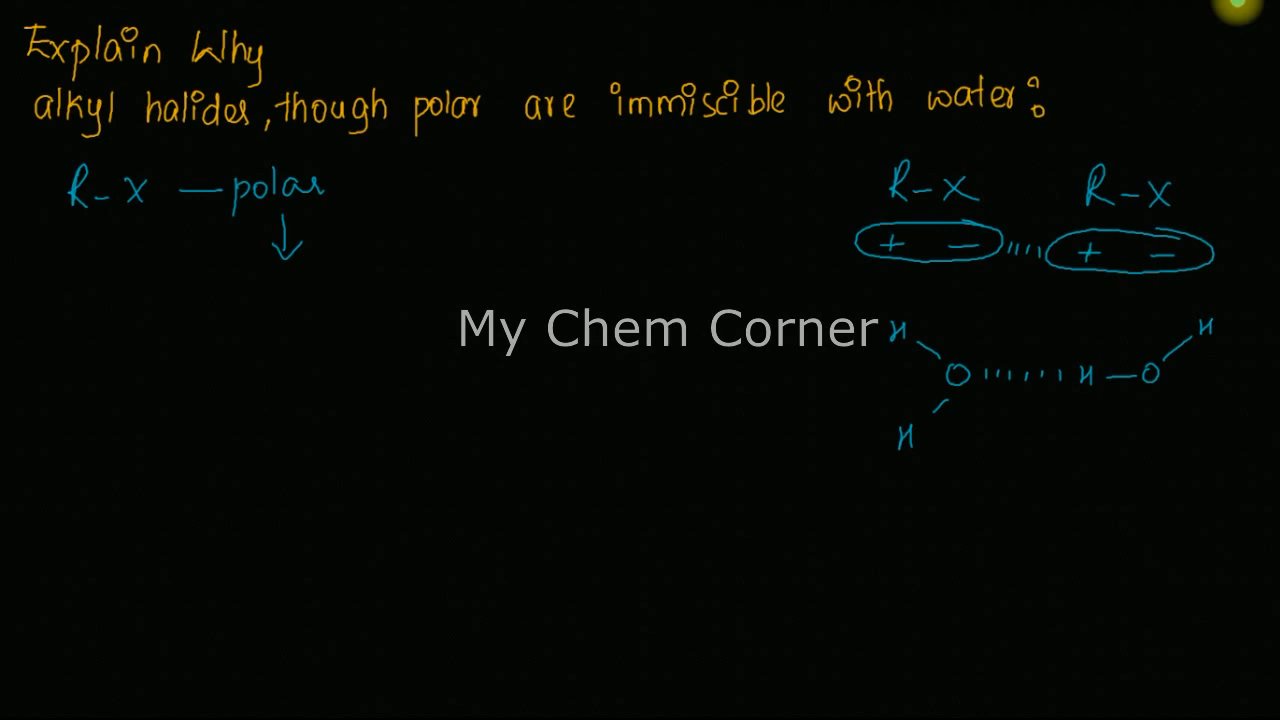 Explain Why
alkyl halides, though polar are immiscible with water:
R-X — polar
R-X R-X
+ - + -
My Chem Corner
H H
O H-O
H